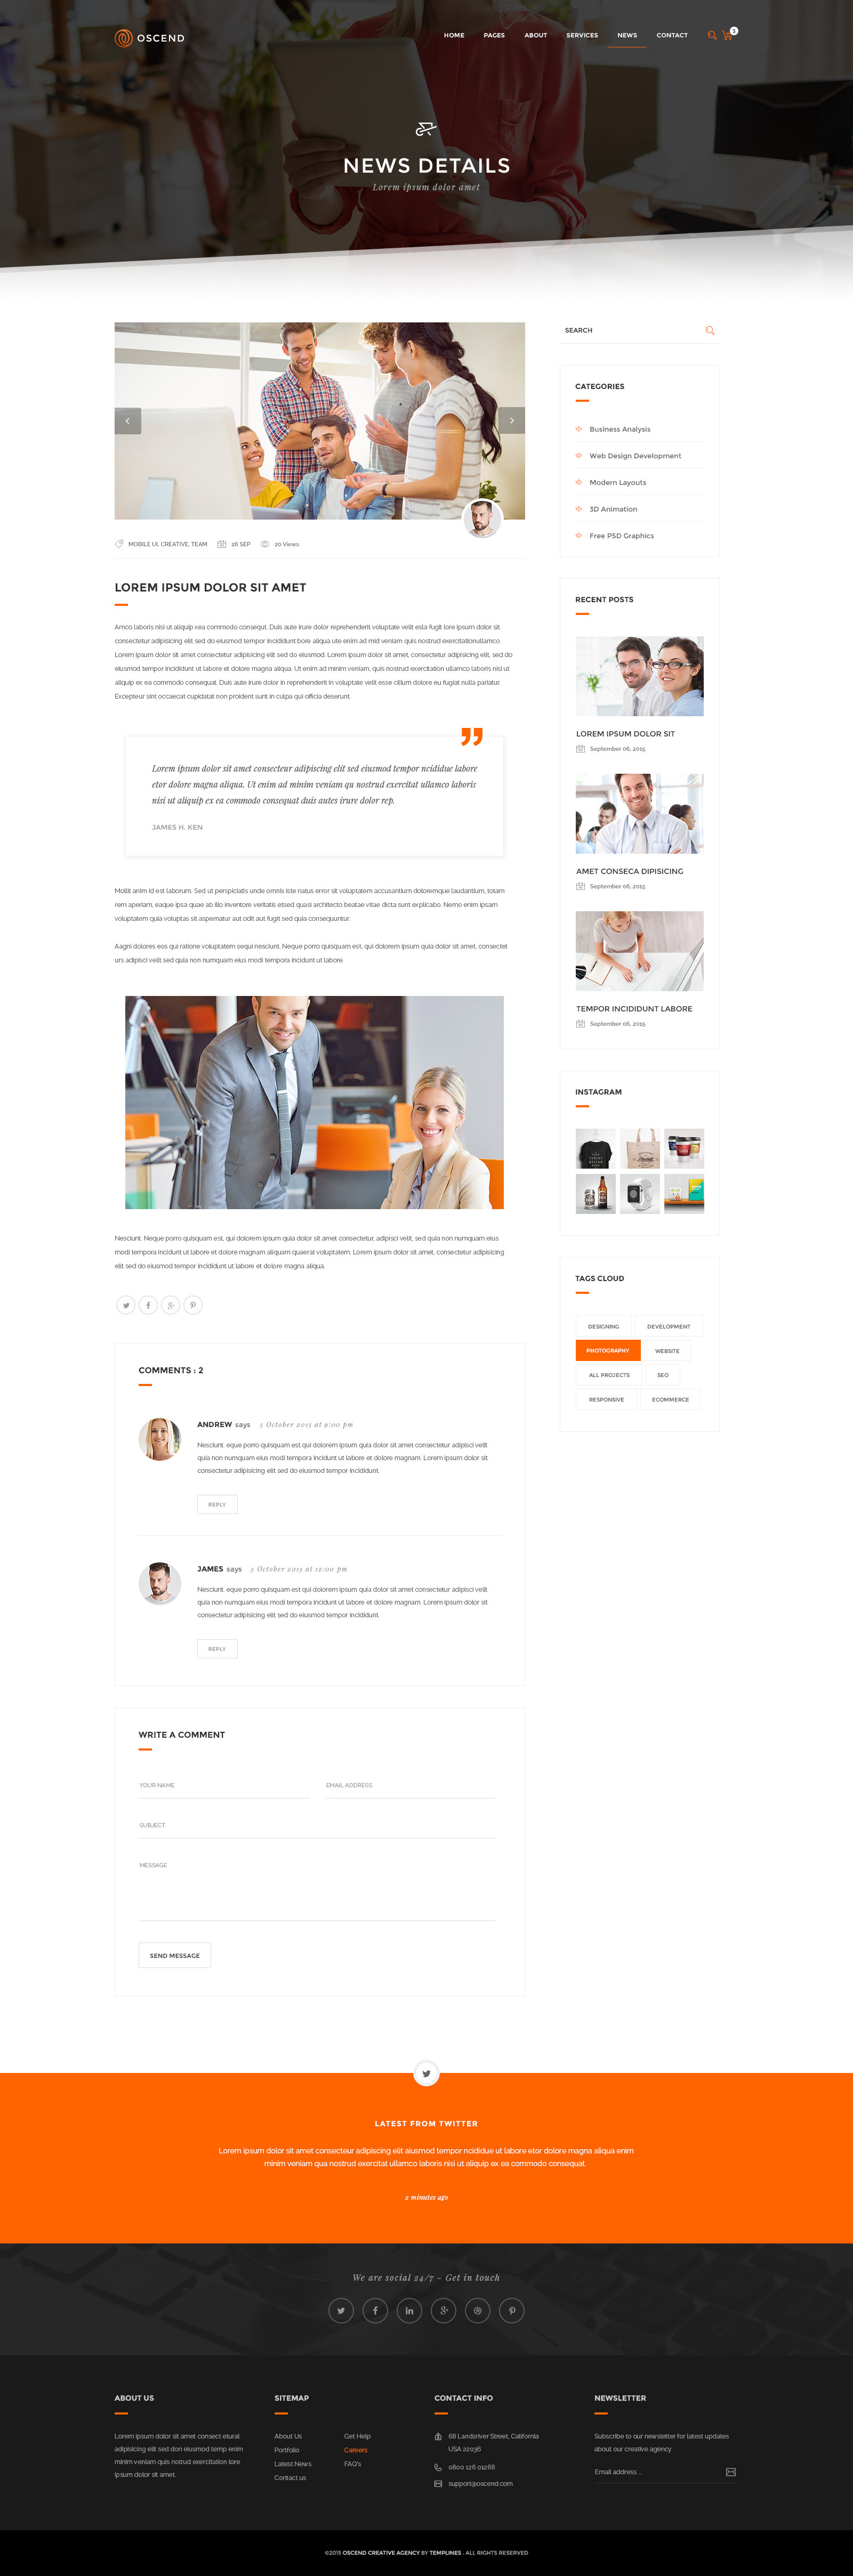 OSCEND
HOME PAGES ABOUT SERVICES NEWS CONTACT
NEWS DETAILS
Lorem ipsum dolor amet
MOBILE UI, CREATIVE, TEAM 26 SEP 20 Views
LOREM IPSUM DOLOR SIT AMET
Amco laboris nisi ut aliquip xea commodo consequt. Duis aute irure dolor reprehenderit voluptate velit esla fugit lore ipsum dolor sit
consectetur adipisicing elit sed do eiusmod tempor incididunt bore aliqua ute enim ad mid veniam quis nostrud exercitationullamco.
Lorem ipsum dolor sit amet consectetur adipisicing elit sed do eiusmod. Lorem ipsum dolor sit amet, consectetur adipisicing elit, sed do
eiusmod tempor incididunt ut labore et dolore magna aliqua. Ut enim ad minim veniam, quis nostrud exercitation ullamco laboris nisi ut
aliquip ex ea commodo consequat. Duis aute irure dolor in reprehenderit in voluptate velit esse cillum dolore eu fugiat nulla pariatur.
Excepteur sint occaecat cupidatat non proident sunt in culpa qui officia deserunt.
Lorem ipsum dolor sit amet consectetur adipiscing elit sed eiusmod tempor ncididue labore
etor dolore magna aliqua. Ut enim ad minim veniam qu nostrud exercitat ullamco laboris
nisi ut aliquip ex ea commodo consequat duis autes irure dolor rep.
JAMES H. KEN
Mollit anim id est laborum. Sed ut perspiciatis unde omnis iste natus error sit voluptatem accusantium doloremque laudantium, totam
rem aperiam, eaque ipsa quae ab illo inventore veritatis etsed quasi architecto beatae vitae dicta sunt explicabo. Nemo enim ipsam
voluptatem quia voluptas sit aspernatur aut odit aut fugit sed quia consequuntur.
Aagni dolores eos qui ratione voluptatem sequi nesciunt. Neque porro quisquam est, qui dolorem ipsum quia dolor sit amet, consectet
urs adipisci velit sed quia non numquam eius modi tempora incidunt ut labore.
Nesciunt. Neque porro quisquam est, qui dolorem ipsum quia dolor sit amet consectetur, adipisci velit, sed quia non numquam eius
modi tempora incidunt ut labore et dolore magnam aliquam quaerat voluptatem. Lorem ipsum dolor sit amet, consectetur adipisicing
elit sed do eiusmod tempor incididunt ut labore et dolore magna aliqua.
COMMENTS : 2
ANDREW says 5 October 2015 at 9:00 pm
Nesciunt. eque porro quisquam est qui dolorem ipsum quia dolor sit amet consectetur adipisci velit
quia non numquam eius modi tempora incidunt ut labore et dolore magnam. Lorem ipsum dolor sit
consectetur adipisicing elit sed do eiusmod tempor incididunt.
REPLY
JAMES says 5 October 2015 at 12:00 pm
Nesciunt. eque porro quisquam est qui dolorem ipsum quia dolor sit amet consectetur adipisci velit
quia non numquam eius modi tempora incidunt ut labore et dolore magnam. Lorem ipsum dolor sit
consectetur adipisicing elit sed do eiusmod tempor incididunt.
REPLY
WRITE A COMMENT
YOUR NAME EMAIL ADDRESS
SUBJECT
MESSAGE
SEND MESSAGE
SEARCH
CATEGORIES
Business Analysis
Web Design Development
Modern Layouts
3D Animation
Free PSD Graphics
RECENT POSTS
LOREM IPSUM DOLOR SIT
September 06, 2015
AMET CONSECA DIPISICING
September 06, 2015
TEMPOR INCIDIDUNT LABORE
September 06, 2015
INSTAGRAM
TAGS CLOUD
DESIGNING DEVELOPMENT
PHOTOGRAPHY WEBSITE
ALL PROJECTS SEO
RESPONSIVE ECOMMERCE
LATEST FROM TWITTER
Lorem ipsum dolor sit amet consecteur adipiscing elit aiusmod tempor ncididue ut labore etor dolore magna aliqua enim
minim veniam qua nostrud exercitat ullamco laboris nisi ut aliquip ex ea commodo consequat
2 minutes ago
We are social 24/7 – Get in touch
ABOUT US
Lorem ipsum dolor sit amet consect etural
adipisicing elit sed don eiusmod temp enim
minim veniam quis notrud exercitation lore
ipsum dolor sit amet.
SITEMAP
About Us Get Help
Portfolio Careers
Latest News FAQ's
Contact us
CONTACT INFO
68 Landsriver Street, California
USA 22036
0800 126 01268
support@oscend.com
NEWSLETTER
Subscribe to our newsletter for latest updates
about our creative agency
Email address ...
©2015 OSCEND CREATIVE AGENCY BY TEMPLINES . ALL RIGHTS RESERVED